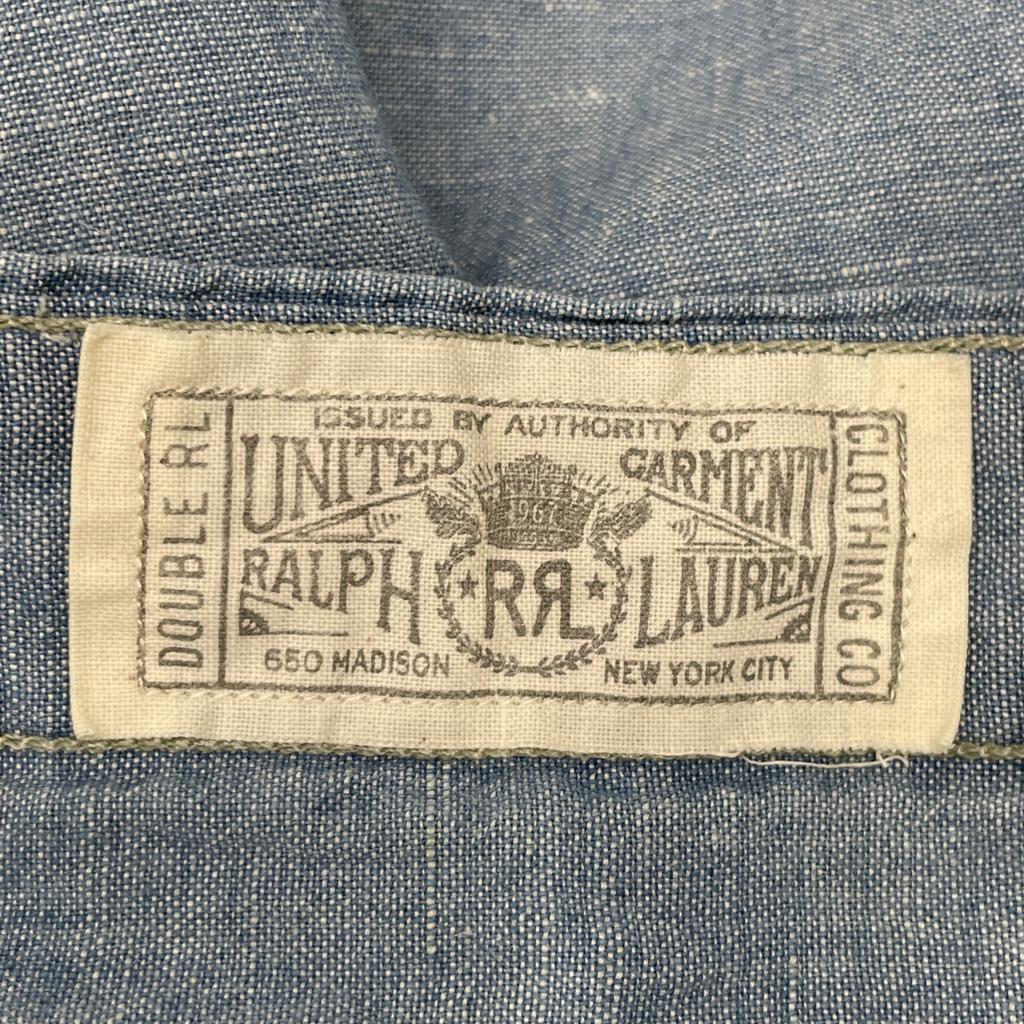 DOUBLE RL
ISSUED BY AUTHORITY OF
UNITED GARMENT
1967
RALPH RRL LAUREN
650 MADISON NEW YORK CITY
CLOTHING CO